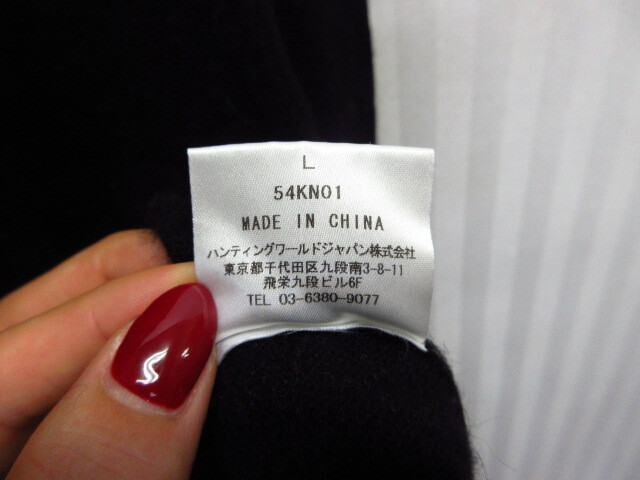 L
54KN01
MADE IN CHINA
ハンティングワールドジャパン株式会社
東京都千代田区九段南3-8-11
飛栄九段ビル6F
TEL 03-6380-9077